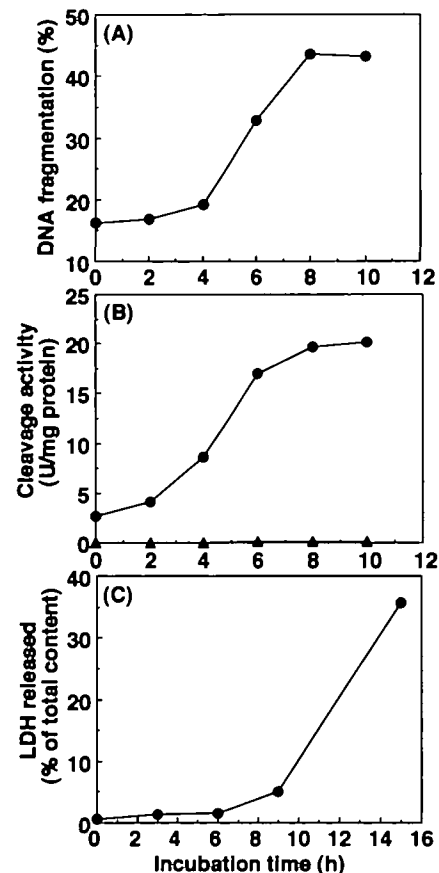 (A)
DNA fragmentation (%)
50
40
30
20
10
0 2 4 6 8 10 12
(B)
Cleavage activity
(U/mg protein)
25
20
15
10
5
0
0 2 4 6 8 10 12
(C)
LDH released
(% of total content)
40
30
20
10
0
0 2 4 6 8 10 12 14 16
Incubation time (h)